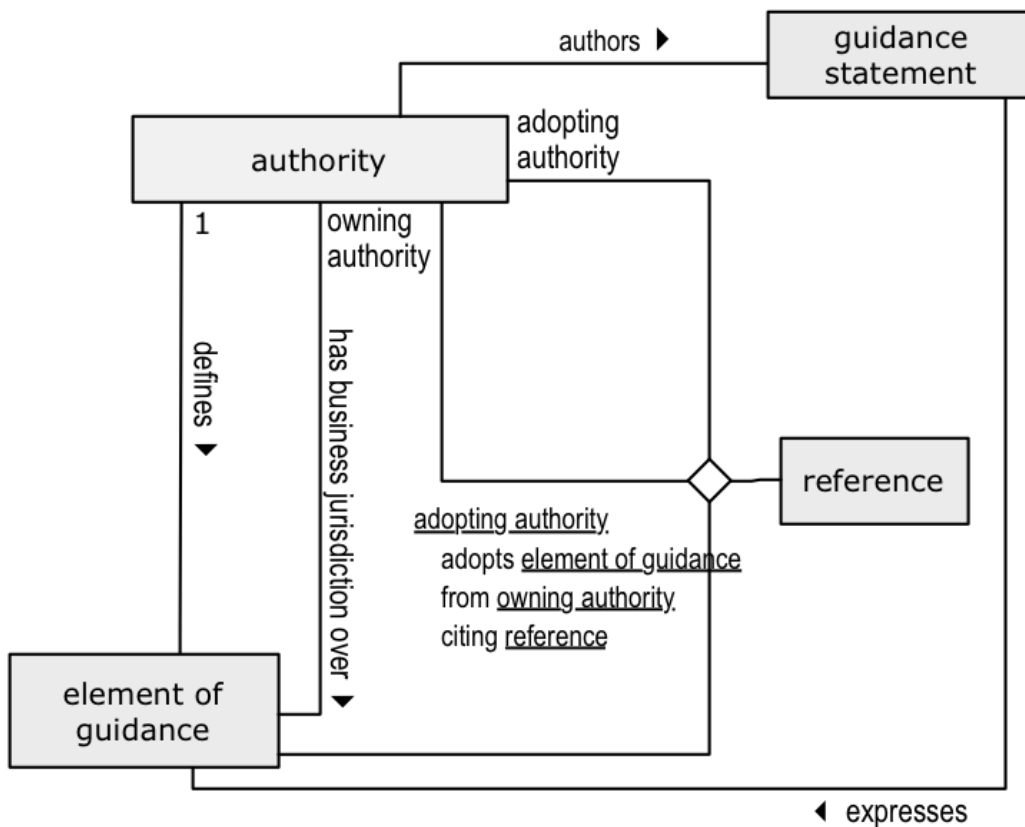 authors
guidance
statement
authority
adopting
authority
1
owning
authority
defines
has business jurisdiction over
reference
adopting authority
adopts element of guidance
from owning authority
citing reference
element of
guidance
expresses